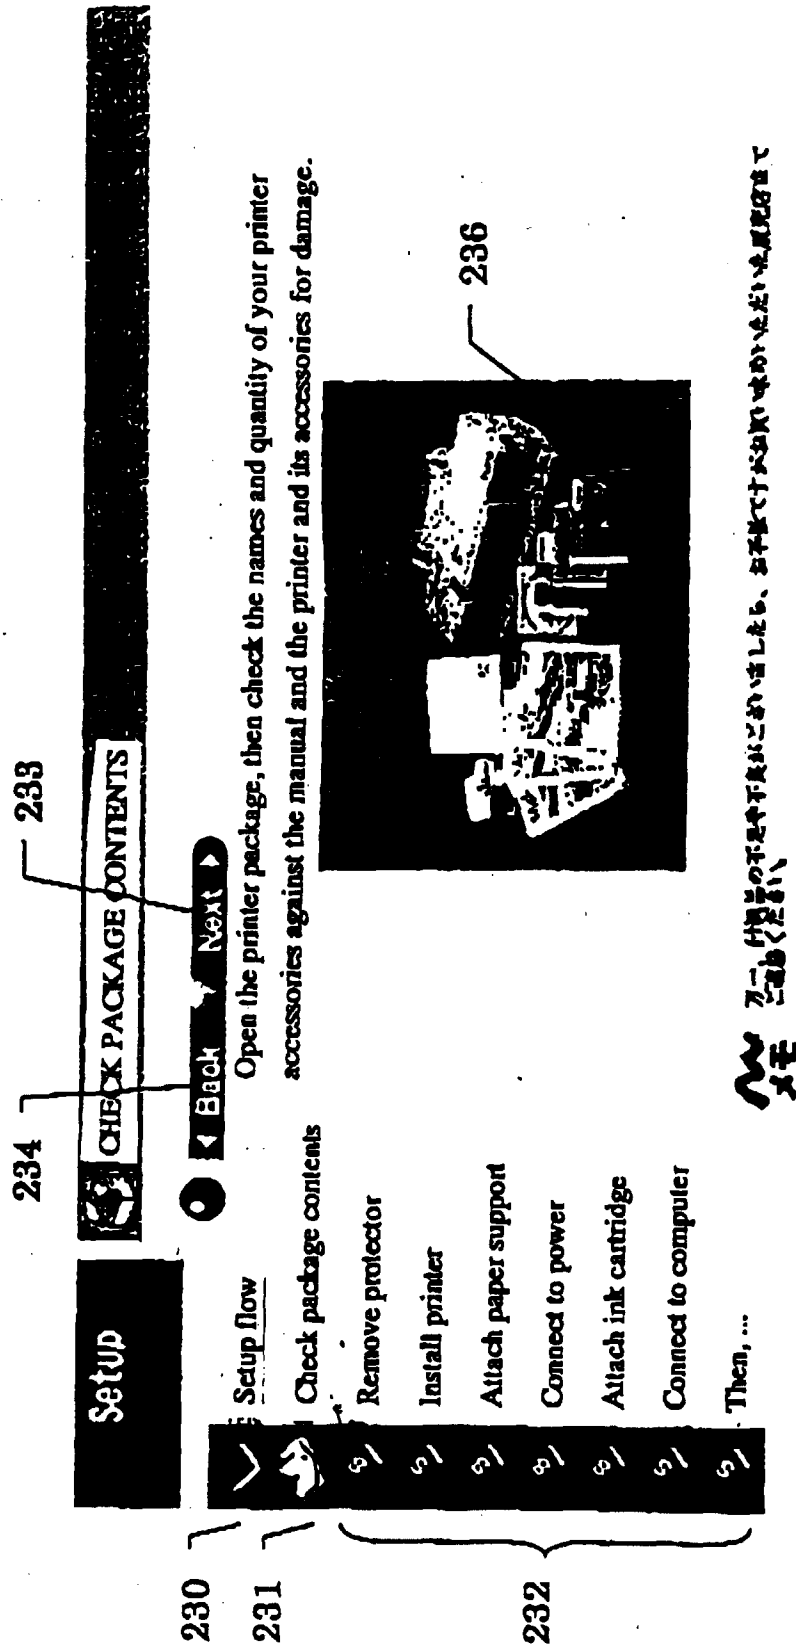 234
233
Setup
CHECK PACKAGE CONTENTS
Back
Next
230
Setup flow
231
Check package contents
232
Remove protector
Install printer
Attach paper support
Connect to power
Attach ink cartridge
Connect to computer
Then, ...
Open the printer package, then check the names and quantity of your printer
accessories against the manual and the printer and its accessories for damage.
236
メモ